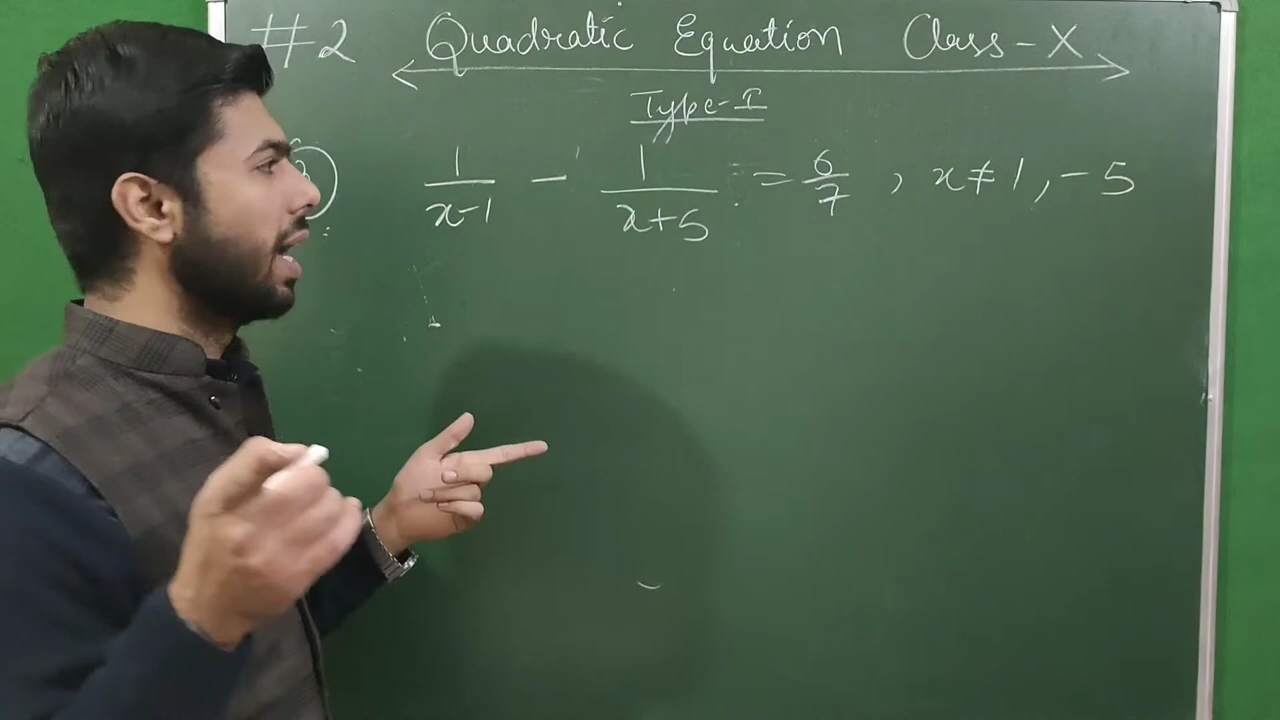 #2 Quadratic Equation Class-X
Type-I
1/(x-1) - 1/(x+5) = 6/7 , x≠1, -5